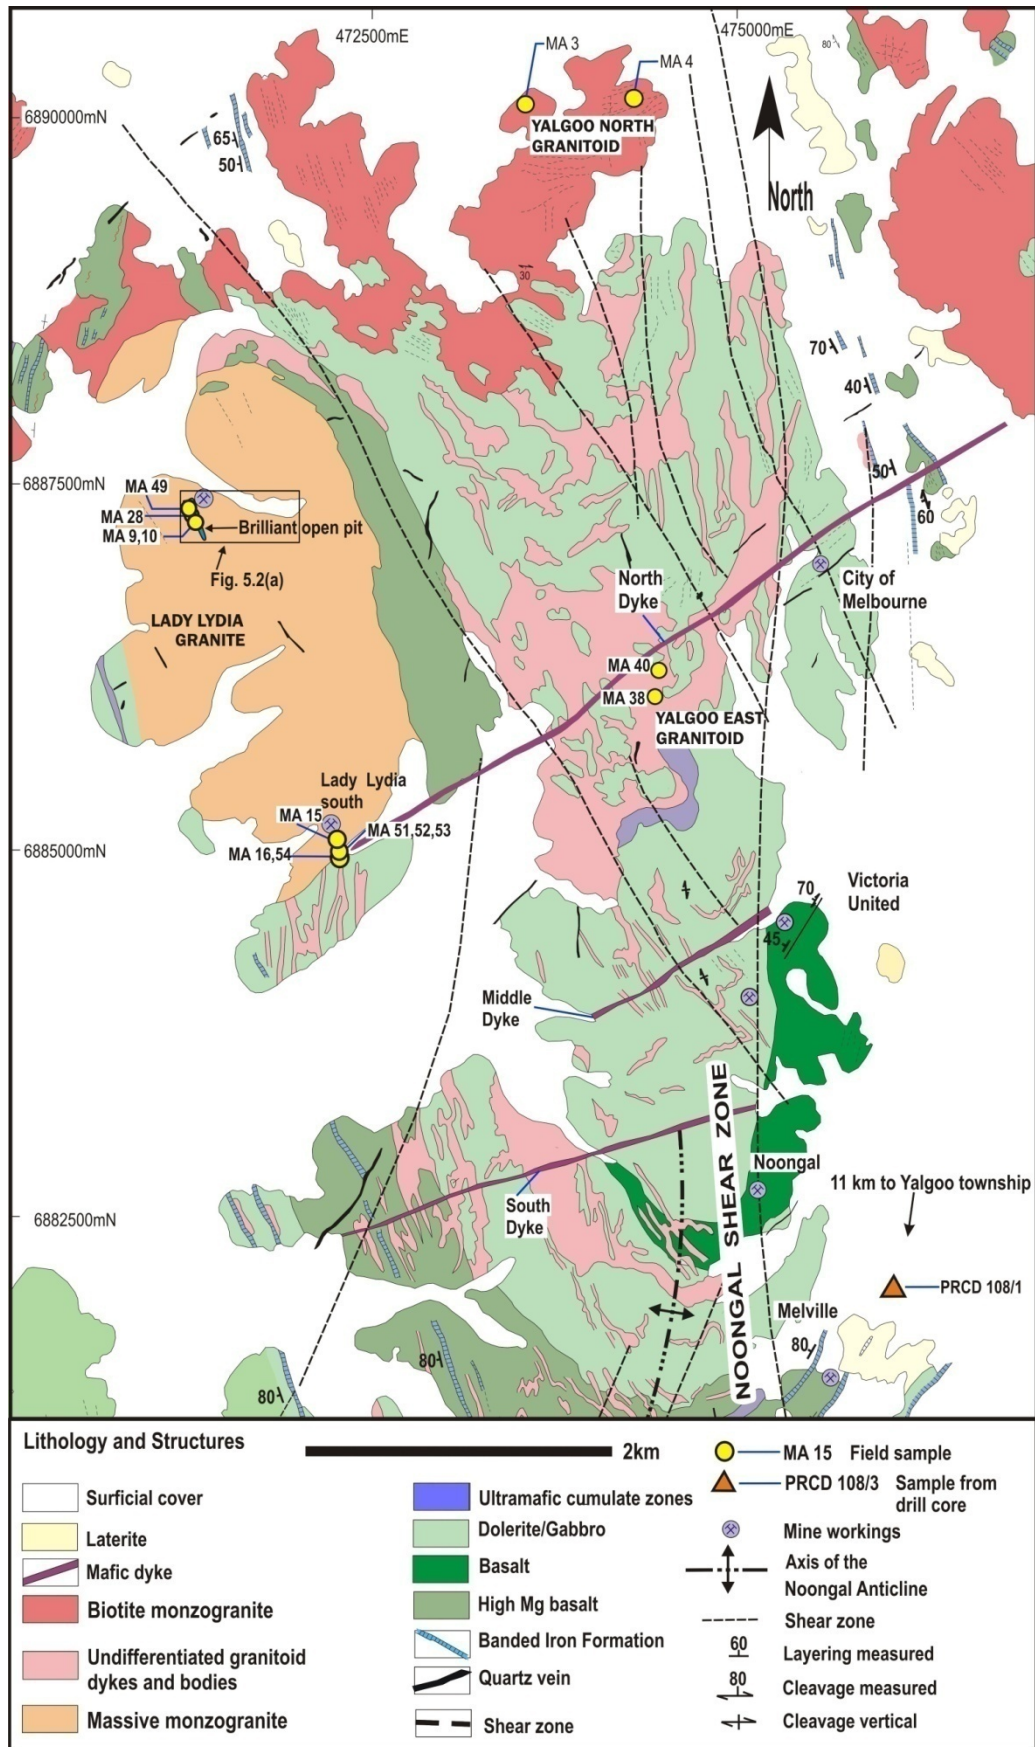 472500mE
475000mE
MA 3
MA 4
80
6890000mN
YALGOO NORTH
GRANITOID
North
65
50
30
70
40
50
60
6887500mN
MA 49
MA 28
MA 9,10
Brilliant open pit
Fig. 5.2(a)
LADY LYDIA
GRANITE
North
Dyke
City of
Melbourne
MA 40
MA 38
YALGOO EAST
GRANITOID
Lady Lydia
south
MA 15
MA 51,52,53
MA 16,54
6885000mN
70
45
Victoria
United
Middle
Dyke
NOONGAL SHEAR ZONE
Noongal
11 km to Yalgoo township
South
Dyke
6882500mN
PRCD 108/1
Melville
80
80
80
Lithology and Structures
2km
MA 15 Field sample
PRCD 108/3 Sample from
drill core
Surficial cover
Laterite
Mafic dyke
Biotite monzogranite
Undifferentiated granitoid
dykes and bodies
Massive monzogranite
Ultramafic cumulate zones
Dolerite/Gabbro
Basalt
High Mg basalt
Banded Iron Formation
Quartz vein
Shear zone
Mine workings
Axis of the
Noongal Anticline
Shear zone
60
Layering measured
80
Cleavage measured
Cleavage vertical